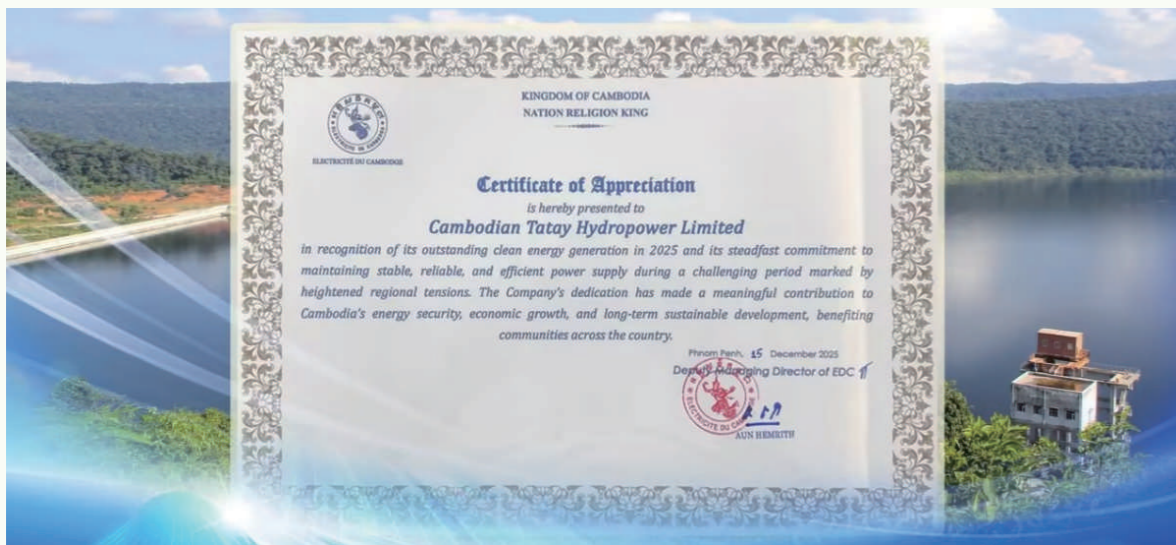 KINGDOM OF CAMBODIA
NATION RELIGION KING
ELECTRICITÉ DU CAMBODGE
Certificate of Appreciation
is hereby presented to
Cambodian Tatay Hydropower Limited
in recognition of its outstanding clean energy generation in 2025 and its steadfast commitment to
maintaining stable, reliable, and efficient power supply during a challenging period marked by
heightened regional tensions. The Company's dedication has made a meaningful contribution to
Cambodia's energy security, economic growth, and long-term sustainable development, benefiting
communities across the country.
Phnom Penh, 15 December 2025
Deputy Managing Director of EDC
AUN HEMRITH